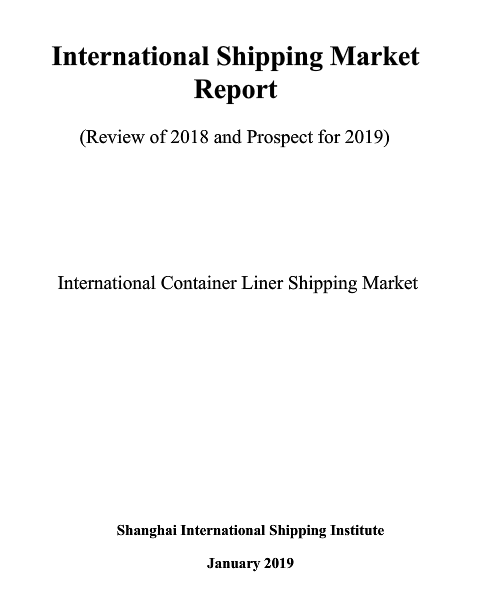 International Shipping Market
Report
(Review of 2018 and Prospect for 2019)
International Container Liner Shipping Market
Shanghai International Shipping Institute
January 2019